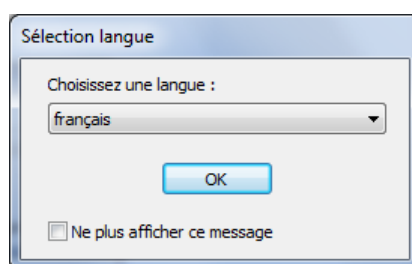 Sélection langue
Choisissez une langue :
français
OK
Ne plus afficher ce message